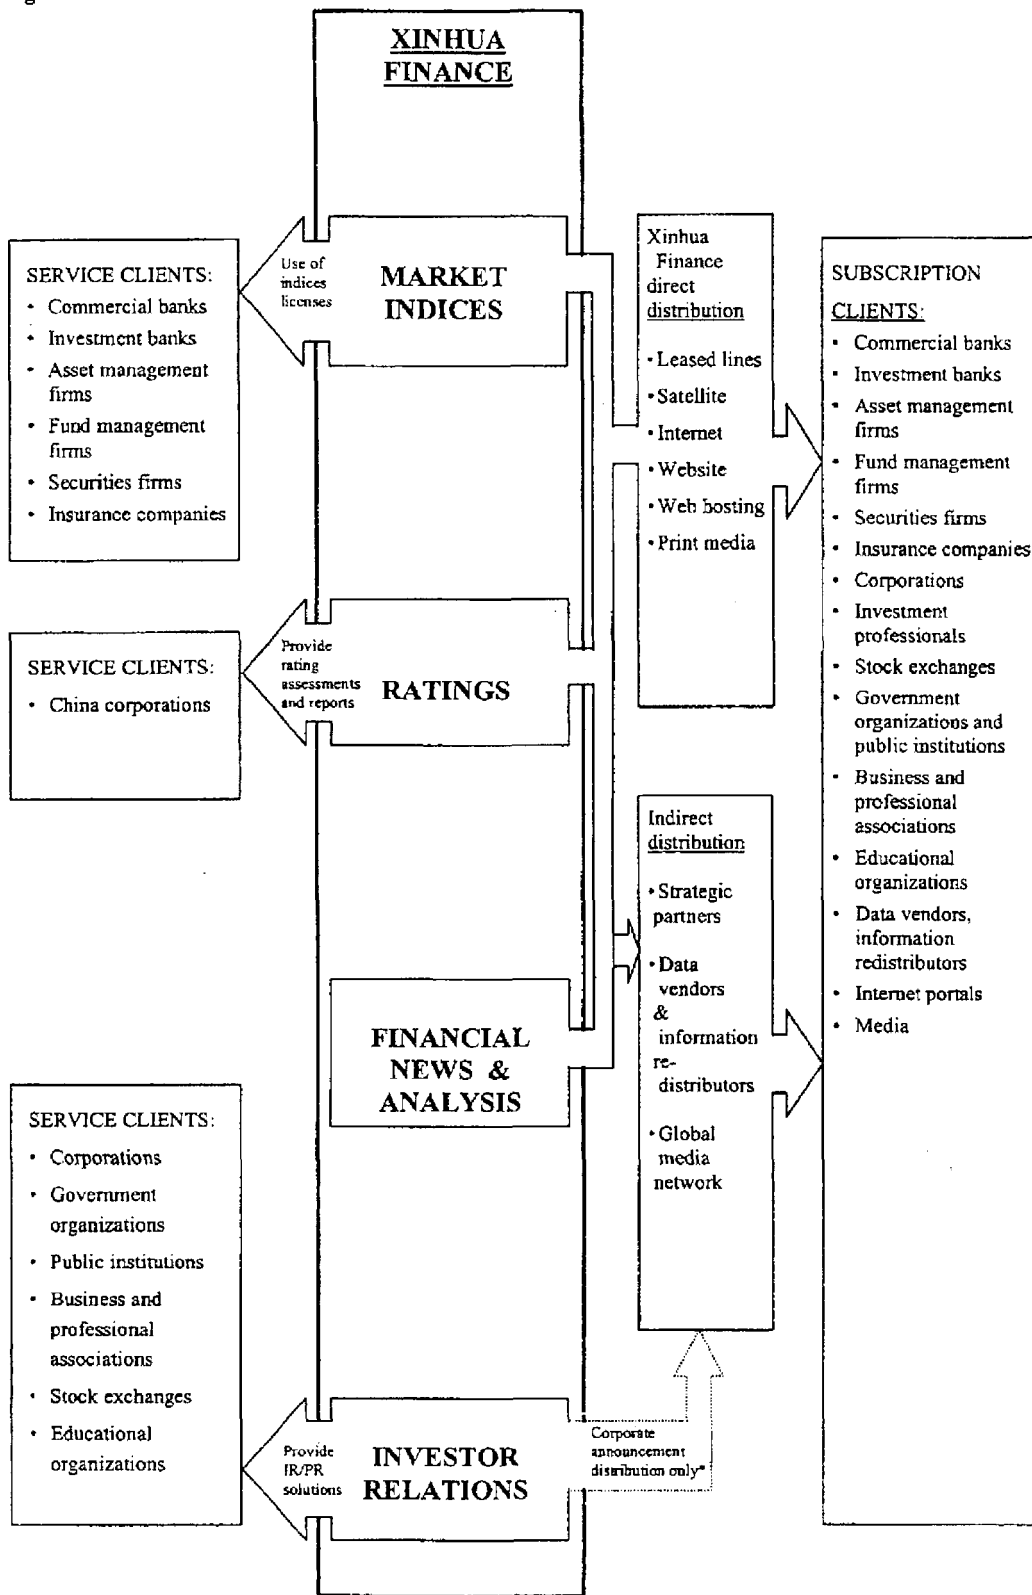 XINHUA
FINANCE
SERVICE CLIENTS:
• Commercial banks
• Investment banks
• Asset management
firms
• Fund management
firms
• Securities firms
• Insurance companies
Use of
indices
licenses
MARKET
INDICES
Xinhua
Finance
direct
distribution
• Leased lines
• Satellite
• Internet
• Website
• Web hosting
• Print media
SUBSCRIPTION
CLIENTS:
• Commercial banks
• Investment banks
• Asset management
firms
• Fund management
firms
• Securities firms
• Insurance companies
• Corporations
• Investment
professionals
• Stock exchanges
• Government
organizations and
public institutions
• Business and
professional
associations
• Educational
organizations
• Data vendors,
information
redistributors
• Internet portals
• Media
SERVICE CLIENTS:
• China corporations
Provide
rating
assessments
and reports
RATINGS
Indirect
distribution
• Strategic
partners
• Data
vendors
&
information
re-
distributors
• Global
media
network
FINANCIAL
NEWS &
ANALYSIS
SERVICE CLIENTS:
• Corporations
• Government
organizations
• Public institutions
• Business and
professional
associations
• Stock exchanges
• Educational
organizations
Provide
IR/PR
solutions
INVESTOR
RELATIONS
Corporate
announcement
distribution only*